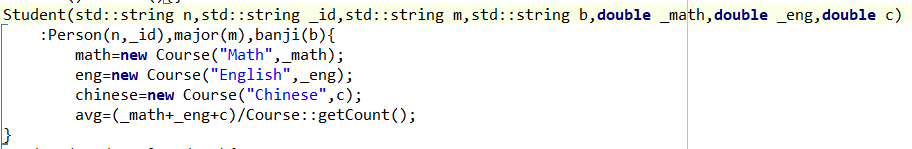 Student(std::string n,std::string _id,std::string m,std::string b,double _math,double _eng,double c)
:Person(n,_id),major(m),banji(b){
math=new Course("Math",_math);
eng=new Course("English",_eng);
chinese=new Course("Chinese",c);
avg=(_math+_eng+c)/Course::getCount();
}